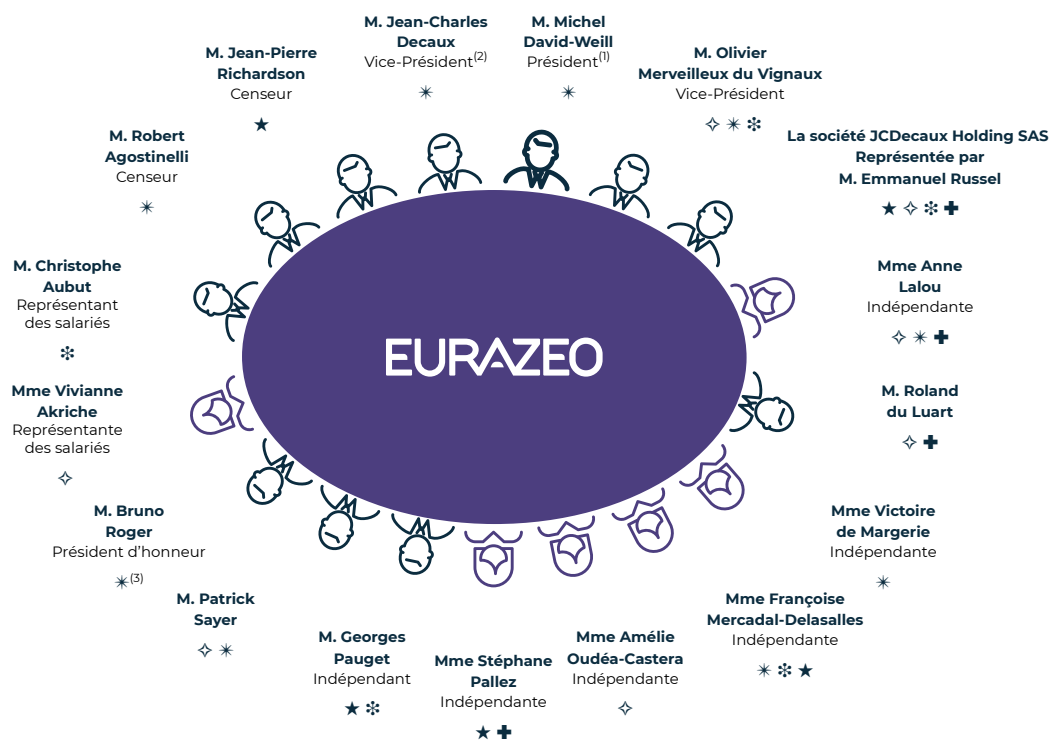 M. Jean-Charles
Decaux
Vice-Président(2)
✴
M. Michel
David-Weill
Président(1)
✴
M. Olivier
Merveilleux du Vignaux
Vice-Président
✧ ✴ ❇
La société JCDecaux Holding SAS
Représentée par
M. Emmanuel Russel
★ ✧ ❇ ✚
Mme Anne
Lalou
Indépendante
✧ ✴ ✚
M. Roland
du Luart
✧ ✚
Mme Victoire
de Margerie
Indépendante
✴
Mme Françoise
Mercadal-Delasalles
Indépendante
✴ ❇ ★
Mme Amélie
Oudéa-Castera
Indépendante
✧
Mme Stéphane
Pallez
Indépendante
★ ✚
M. Georges
Pauget
Indépendant
★ ❇
M. Patrick
Sayer
✧ ✴
M. Bruno
Roger
Président d’honneur
✴(3)
Mme Vivianne
Akriche
Représentante
des salariés
✧
M. Christophe
Aubut
Représentant
des salariés
❇
M. Robert
Agostinelli
Censeur
✴
M. Jean-Pierre
Richardson
Censeur
★
EURAZEO